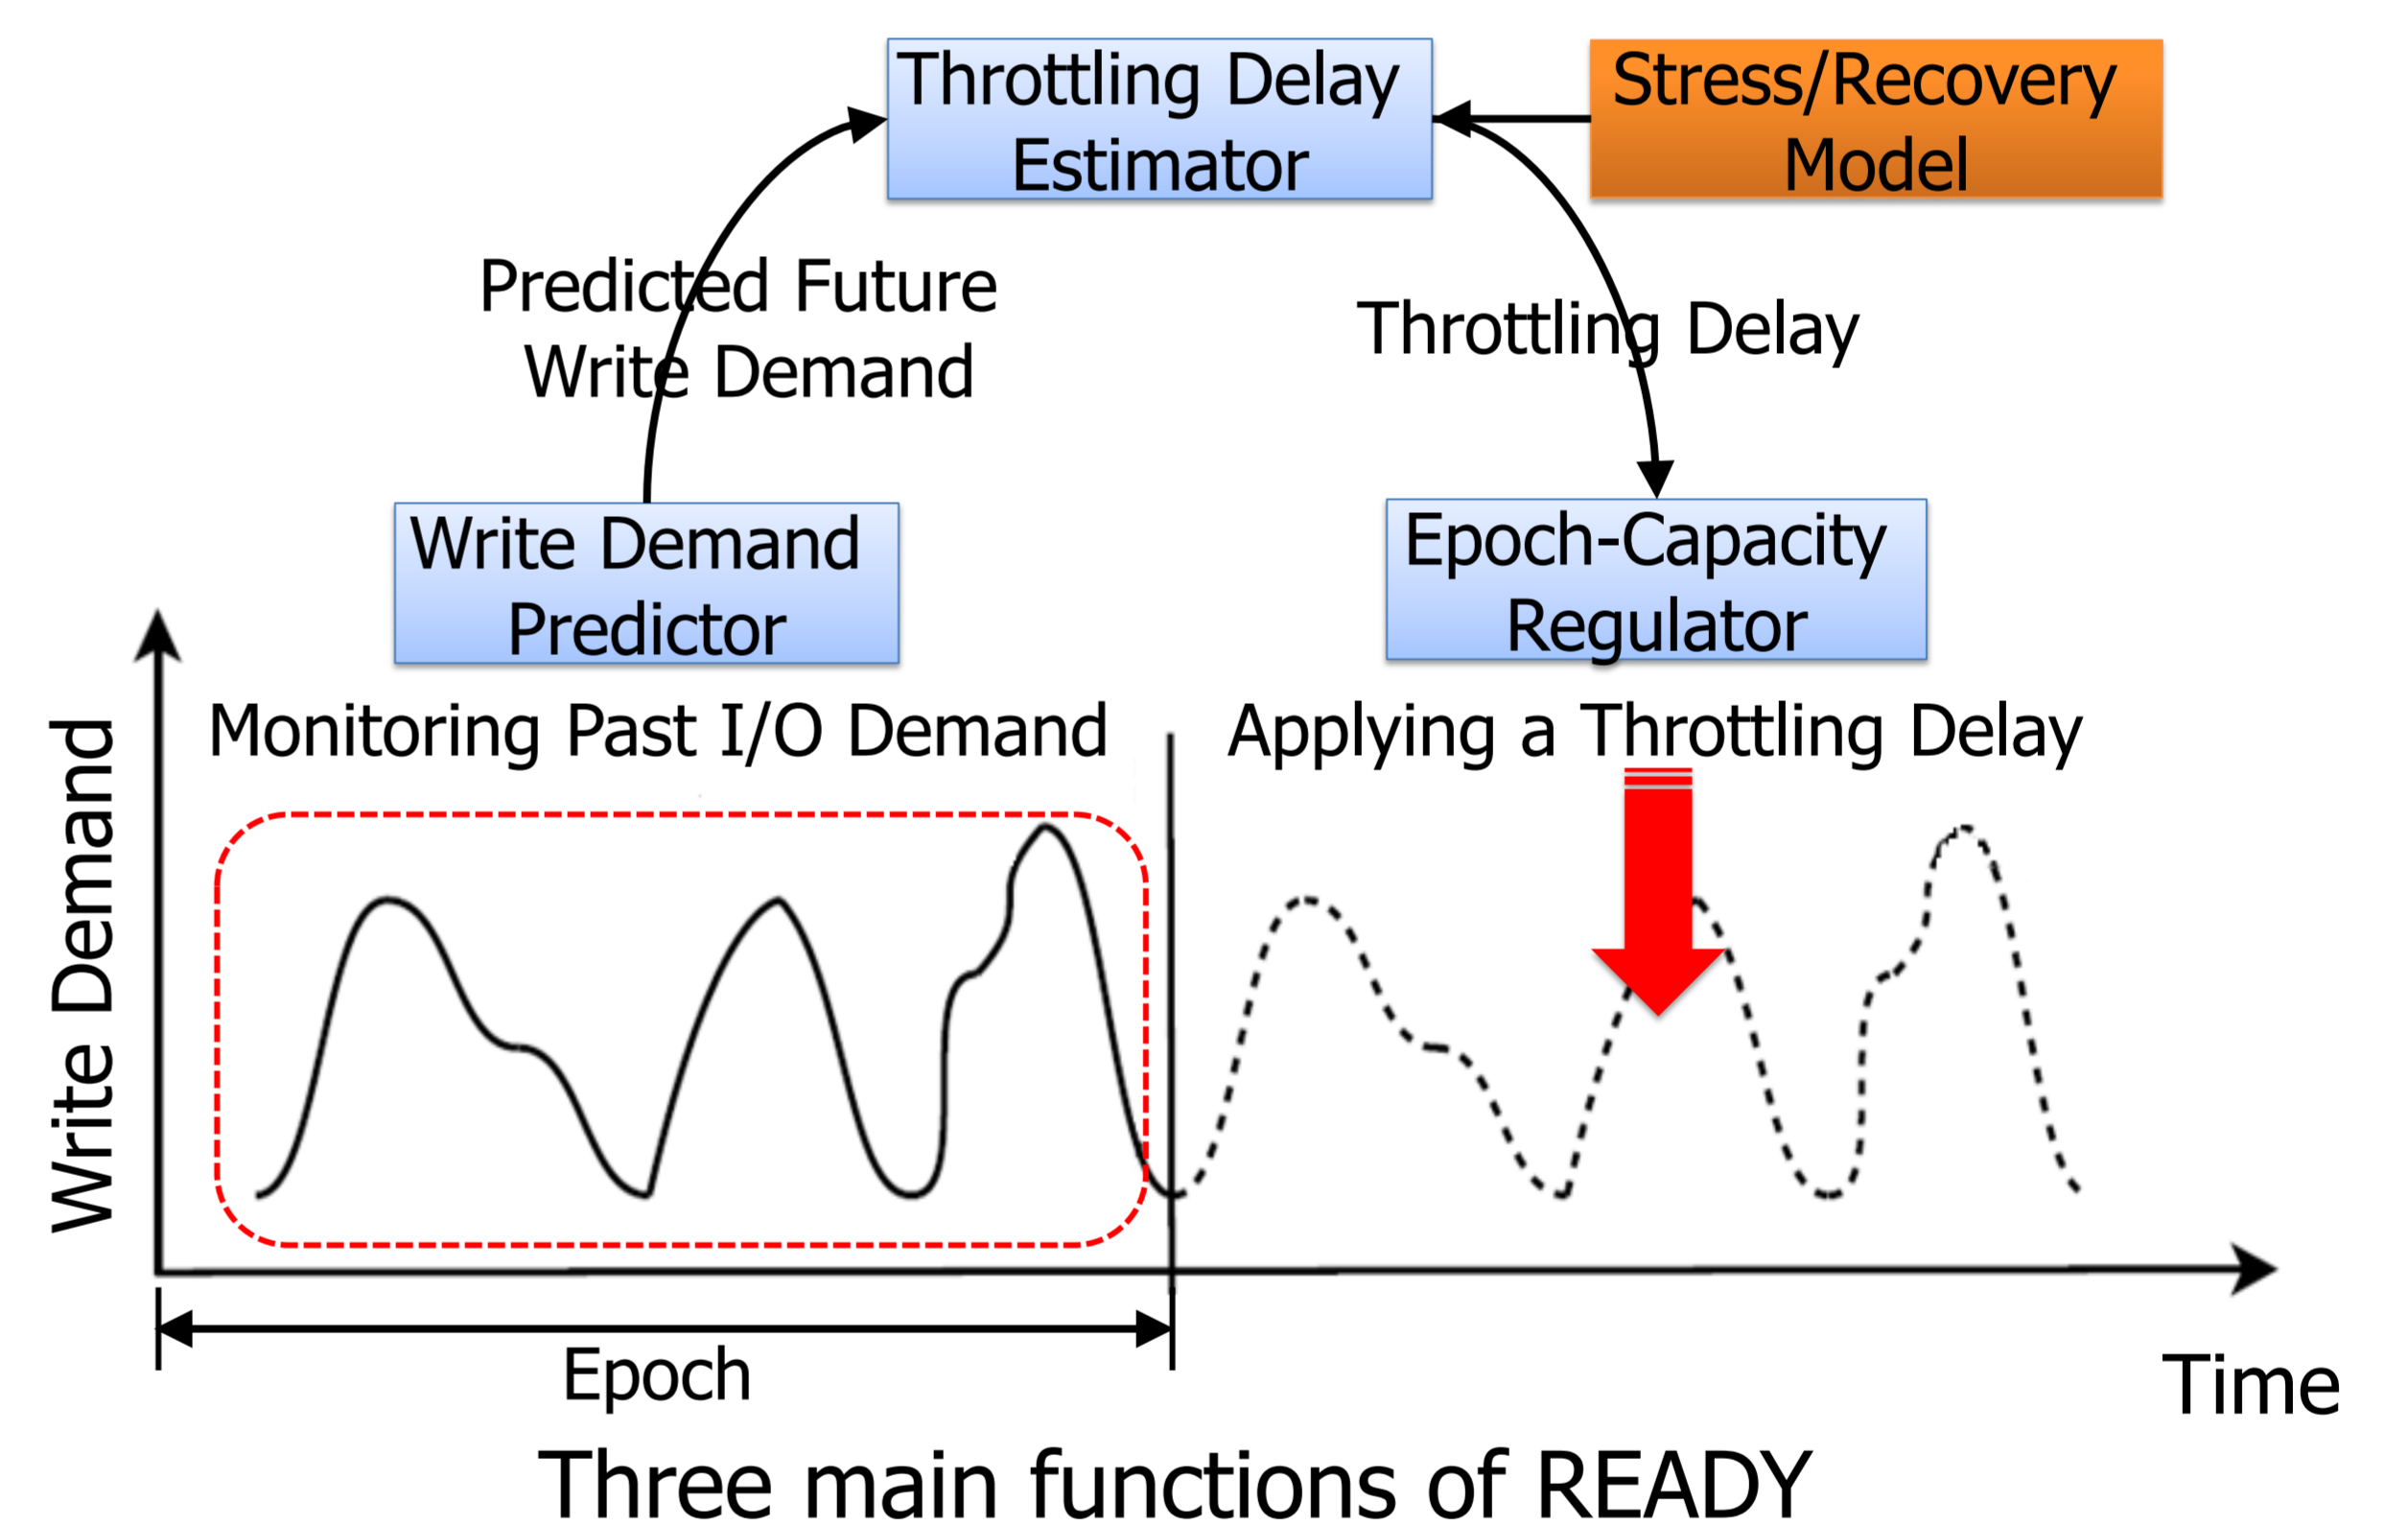 Throttling Delay
Estimator
Stress/Recovery
Model
Predicted Future
Write Demand
Throttling Delay
Write Demand
Predictor
Epoch-Capacity
Regulator
Monitoring Past I/O Demand
Applying a Throttling Delay
Write Demand
Epoch
Time
Three main functions of READY